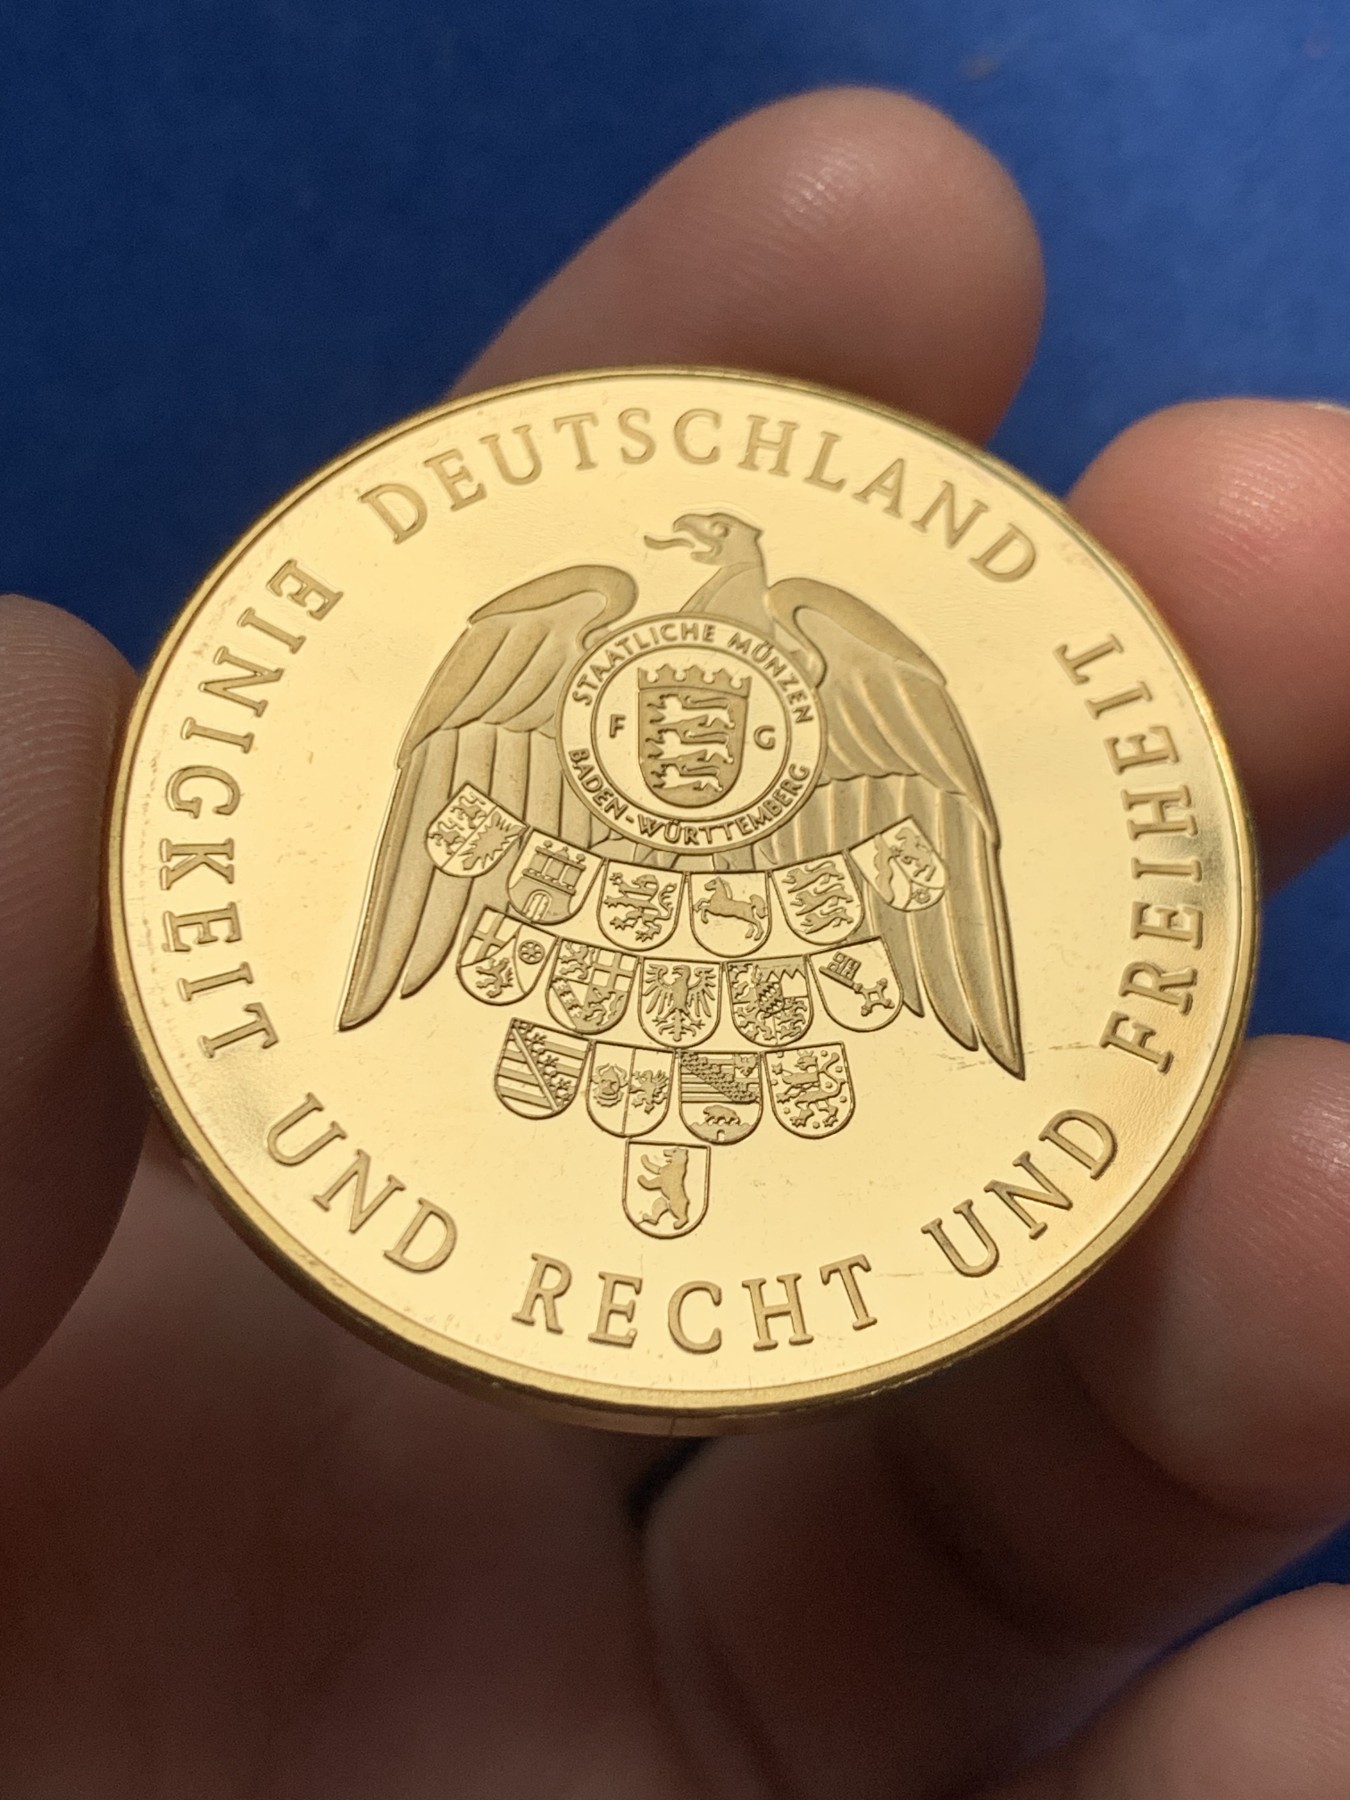 DEUTSCHLAND
EINIGKEIT UND RECHT UND FREIHEIT
STAATLICHE MÜNZEN
F G
BADEN-WÜRTTEMBERG